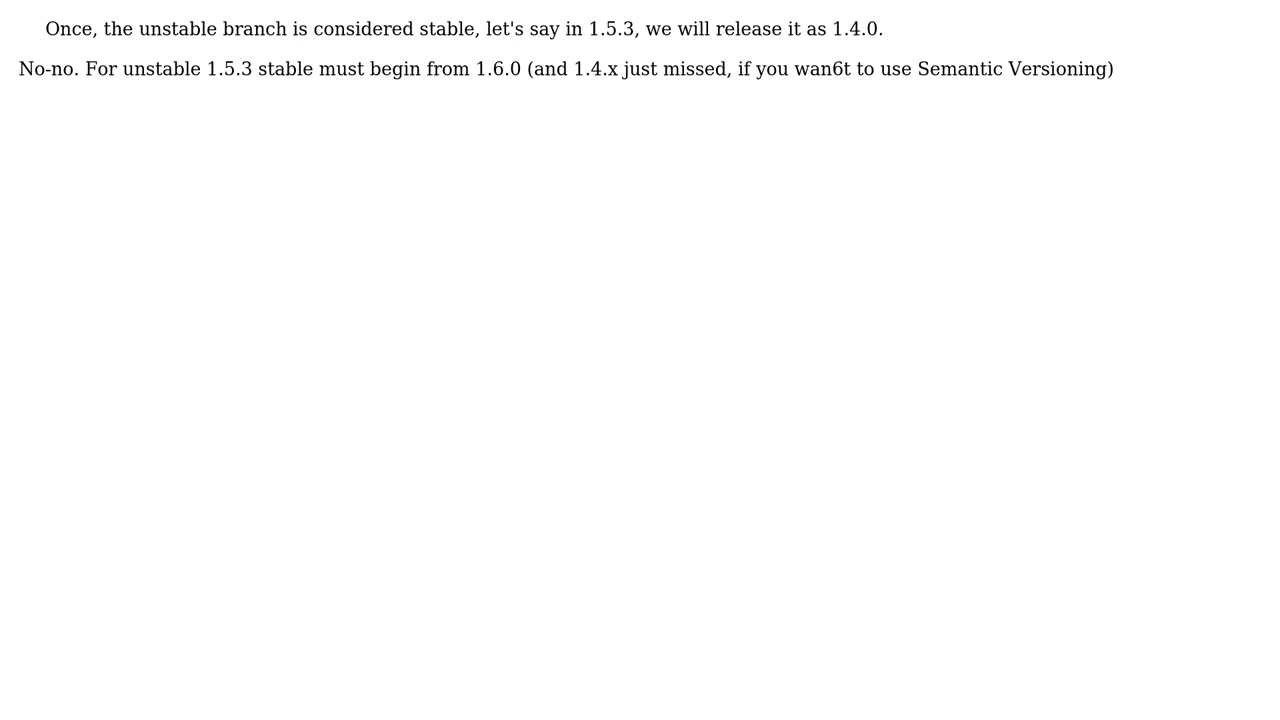 Once, the unstable branch is considered stable, let's say in 1.5.3, we will release it as 1.4.0.
No-no. For unstable 1.5.3 stable must begin from 1.6.0 (and 1.4.x just missed, if you wan6t to use Semantic Versioning)